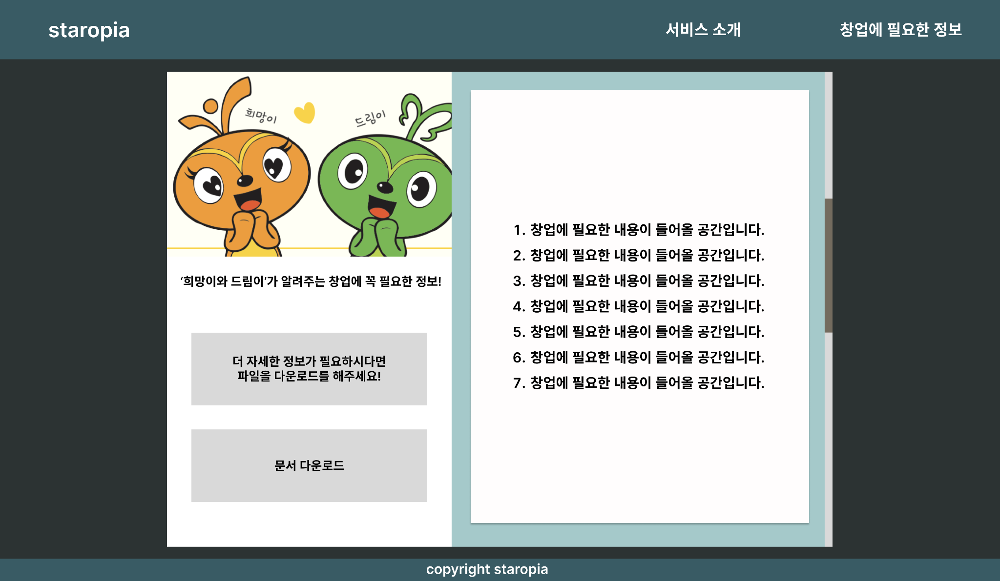 staropia
서비스 소개
창업에 필요한 정보
희망이
드림이
‘희망이와 드림이’가 알려주는 창업에 꼭 필요한 정보!
더 자세한 정보가 필요하시다면
파일을 다운로드를 해주세요!
문서 다운로드
1. 창업에 필요한 내용이 들어올 공간입니다.
2. 창업에 필요한 내용이 들어올 공간입니다.
3. 창업에 필요한 내용이 들어올 공간입니다.
4. 창업에 필요한 내용이 들어올 공간입니다.
5. 창업에 필요한 내용이 들어올 공간입니다.
6. 창업에 필요한 내용이 들어올 공간입니다.
7. 창업에 필요한 내용이 들어올 공간입니다.
copyright staropia